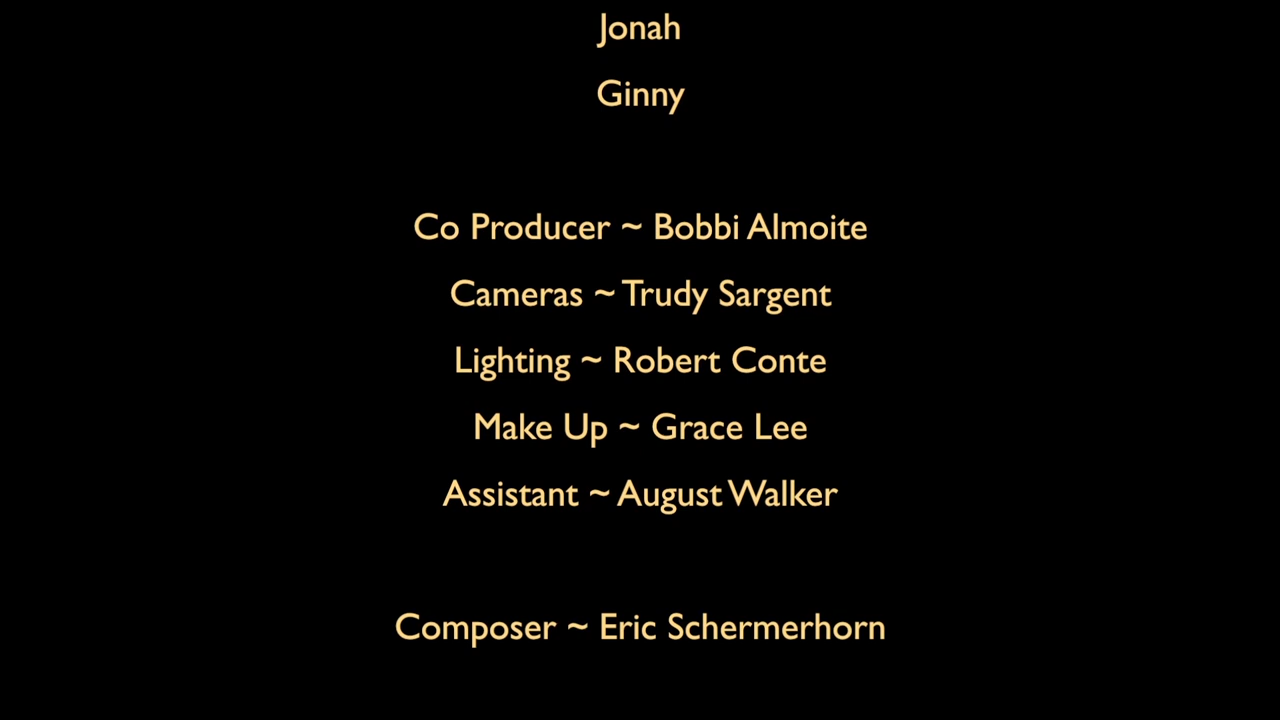 Jonah
Ginny
Co Producer ~ Bobbi Almoite
Cameras ~ Trudy Sargent
Lighting ~ Robert Conte
Make Up ~ Grace Lee
Assistant ~ August Walker
Composer ~ Eric Schermerhorn